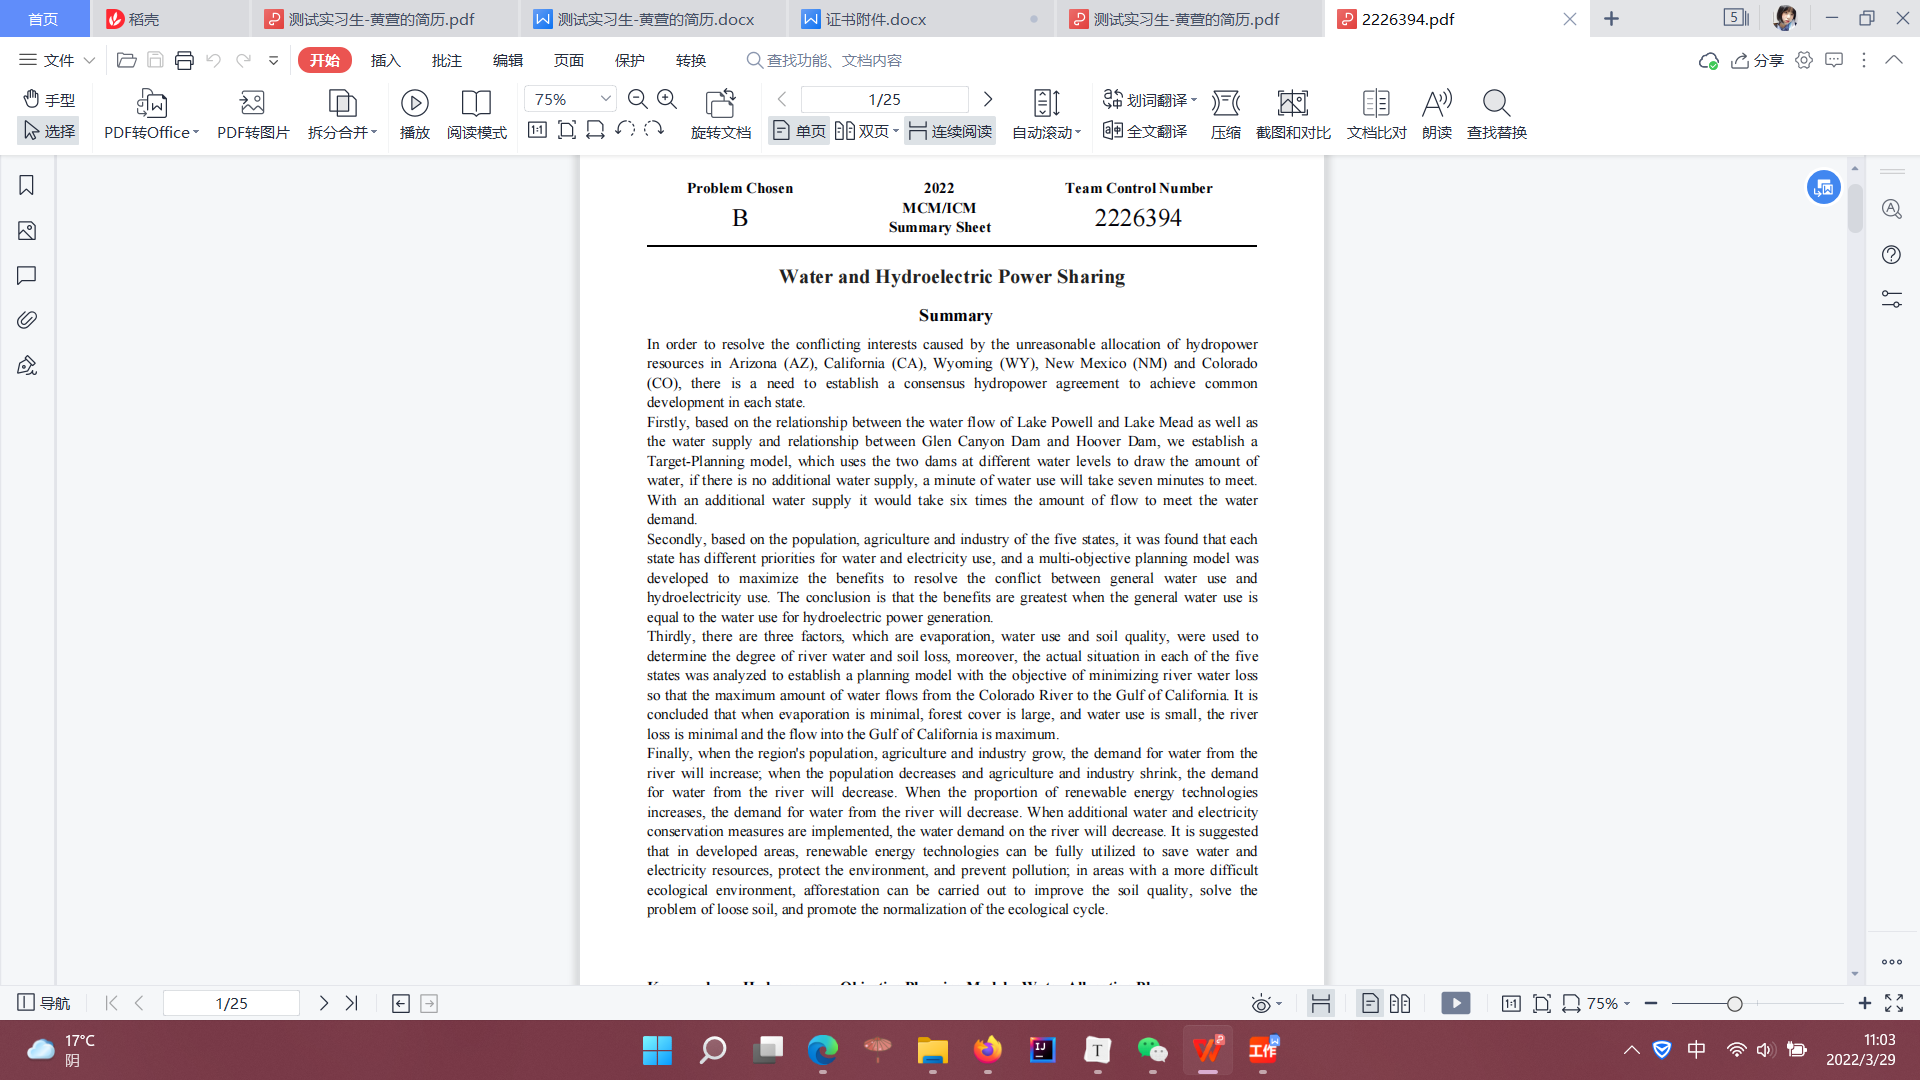 首页
稻壳
测试实习生-黄萱的简历.pdf
测试实习生-黄萱的简历.docx
证书附件.docx
测试实习生-黄萱的简历.pdf
2226394.pdf
5
文件
开始
插入
批注
编辑
页面
保护
转换
查找功能、文档内容
分享
手型
选择
PDF转Office
PDF转图片
拆分合并
播放
阅读模式
75%
1:1
旋转文档
1/25
单页
双页
连续阅读
自动滚动
划词翻译
全文翻译
压缩
截图和对比
文档比对
朗读
查找替换
Problem Chosen
B
2022
MCM/ICM
Summary Sheet
Team Control Number
2226394
Water and Hydroelectric Power Sharing
Summary
In order to resolve the conflicting interests caused by the unreasonable allocation of hydropower
resources in Arizona (AZ), California (CA), Wyoming (WY), New Mexico (NM) and Colorado
(CO), there is a need to establish a consensus hydropower agreement to achieve common
development in each state.
Firstly, based on the relationship between the water flow of Lake Powell and Lake Mead as well as
the water supply and relationship between Glen Canyon Dam and Hoover Dam, we establish a
Target-Planning model, which uses the two dams at different water levels to draw the amount of
water, if there is no additional water supply, a minute of water use will take seven minutes to meet.
With an additional water supply it would take six times the amount of flow to meet the water
demand.
Secondly, based on the population, agriculture and industry of the five states, it was found that each
state has different priorities for water and electricity use, and a multi-objective planning model was
developed to maximize the benefits to resolve the conflict between general water use and
hydroelectricity use. The conclusion is that the benefits are greatest when the general water use is
equal to the water use for hydroelectric power generation.
Thirdly, there are three factors, which are evaporation, water use and soil quality, were used to
determine the degree of river water and soil loss, moreover, the actual situation in each of the five
states was analyzed to establish a planning model with the objective of minimizing river water loss
so that the maximum amount of water flows from the Colorado River to the Gulf of California. It is
concluded that when evaporation is minimal, forest cover is large, and water use is small, the river
loss is minimal and the flow into the Gulf of California is maximum.
Finally, when the region's population, agriculture and industry grow, the demand for water from the
river will increase; when the population decreases and agriculture and industry shrink, the demand
for water from the river will decrease. When the proportion of renewable energy technologies
increases, the demand for water from the river will decrease. When additional water and electricity
conservation measures are implemented, the water demand on the river will decrease. It is suggested
that in developed areas, renewable energy technologies can be fully utilized to save water and
electricity resources, protect the environment, and prevent pollution; in areas with a more difficult
ecological environment, afforestation can be carried out to improve the soil quality, solve the
problem of loose soil, and promote the normalization of the ecological cycle.
导航
1/25
1:1
75%
17°C
阴
工作
中
11:03
2022/3/29